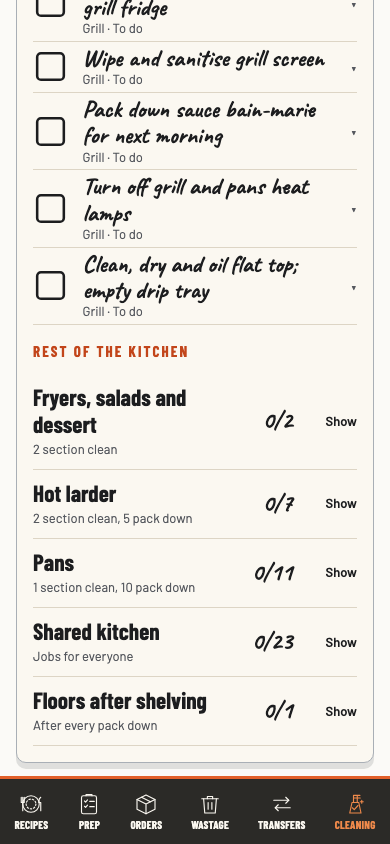 grill fridge
Grill · To do
Wipe and sanitise grill screen
Grill · To do
Pack down sauce bain-marie
for next morning
Grill · To do
Turn off grill and pans heat
lamps
Grill · To do
Clean, dry and oil flat top;
empty drip tray
Grill · To do
REST OF THE KITCHEN
Fryers, salads and
dessert
0/2
Show
2 section clean
Hot larder
0/7
Show
2 section clean, 5 pack down
Pans
0/11
Show
1 section clean, 10 pack down
Shared kitchen
0/23
Show
Jobs for everyone
Floors after shelving
0/1
Show
After every pack down
RECIPES PREP ORDERS WASTAGE TRANSFERS CLEANING